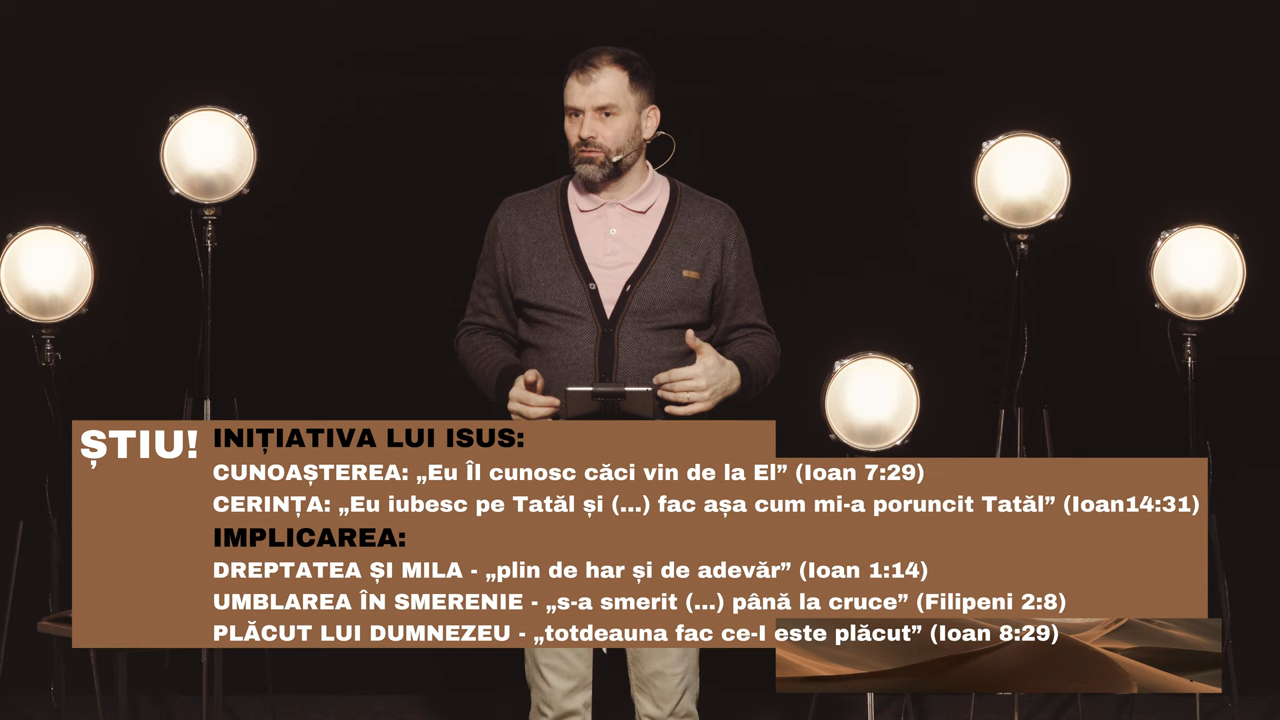 ȘTIU!
INIȚIATIVA LUI ISUS:
CUNOAȘTEREA: „Eu Îl cunosc căci vin de la El” (Ioan 7:29)
CERINȚA: „Eu iubesc pe Tatăl și (...) fac așa cum mi-a poruncit Tatăl” (Ioan14:31)
IMPLICAREA:
DREPTATEA ȘI MILA - „plin de har și de adevăr” (Ioan 1:14)
UMBLAREA ÎN SMERENIE - „s-a smerit (...) până la cruce” (Filipeni 2:8)
PLĂCUT LUI DUMNEZEU - „totdeauna fac ce-I este plăcut” (Ioan 8:29)